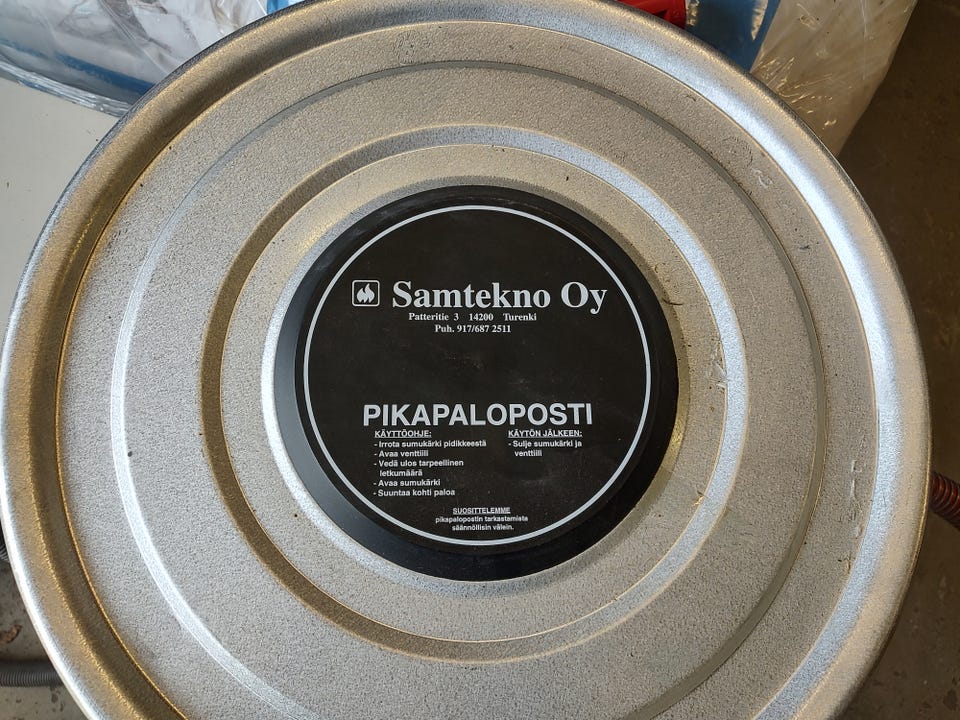 Samtekno Oy
Patteritie 3 14200 Turenki
Puh. 917/687 2511
PIKAPALOPOSTI
KÄYTTÖOHJE:
- Irrota sumukärki pidikkeestä
- Avaa venttiili
- Vedä ulos tarpeellinen
letkumäärä
- Avaa sumukärki
- Suuntaa kohti paloa
KÄYTÖN JÄLKEEN:
- Sulje sumukärki ja
venttiili
SUOSITTELEMME
pikapalopostin tarkastamista
säännöllisin välein.